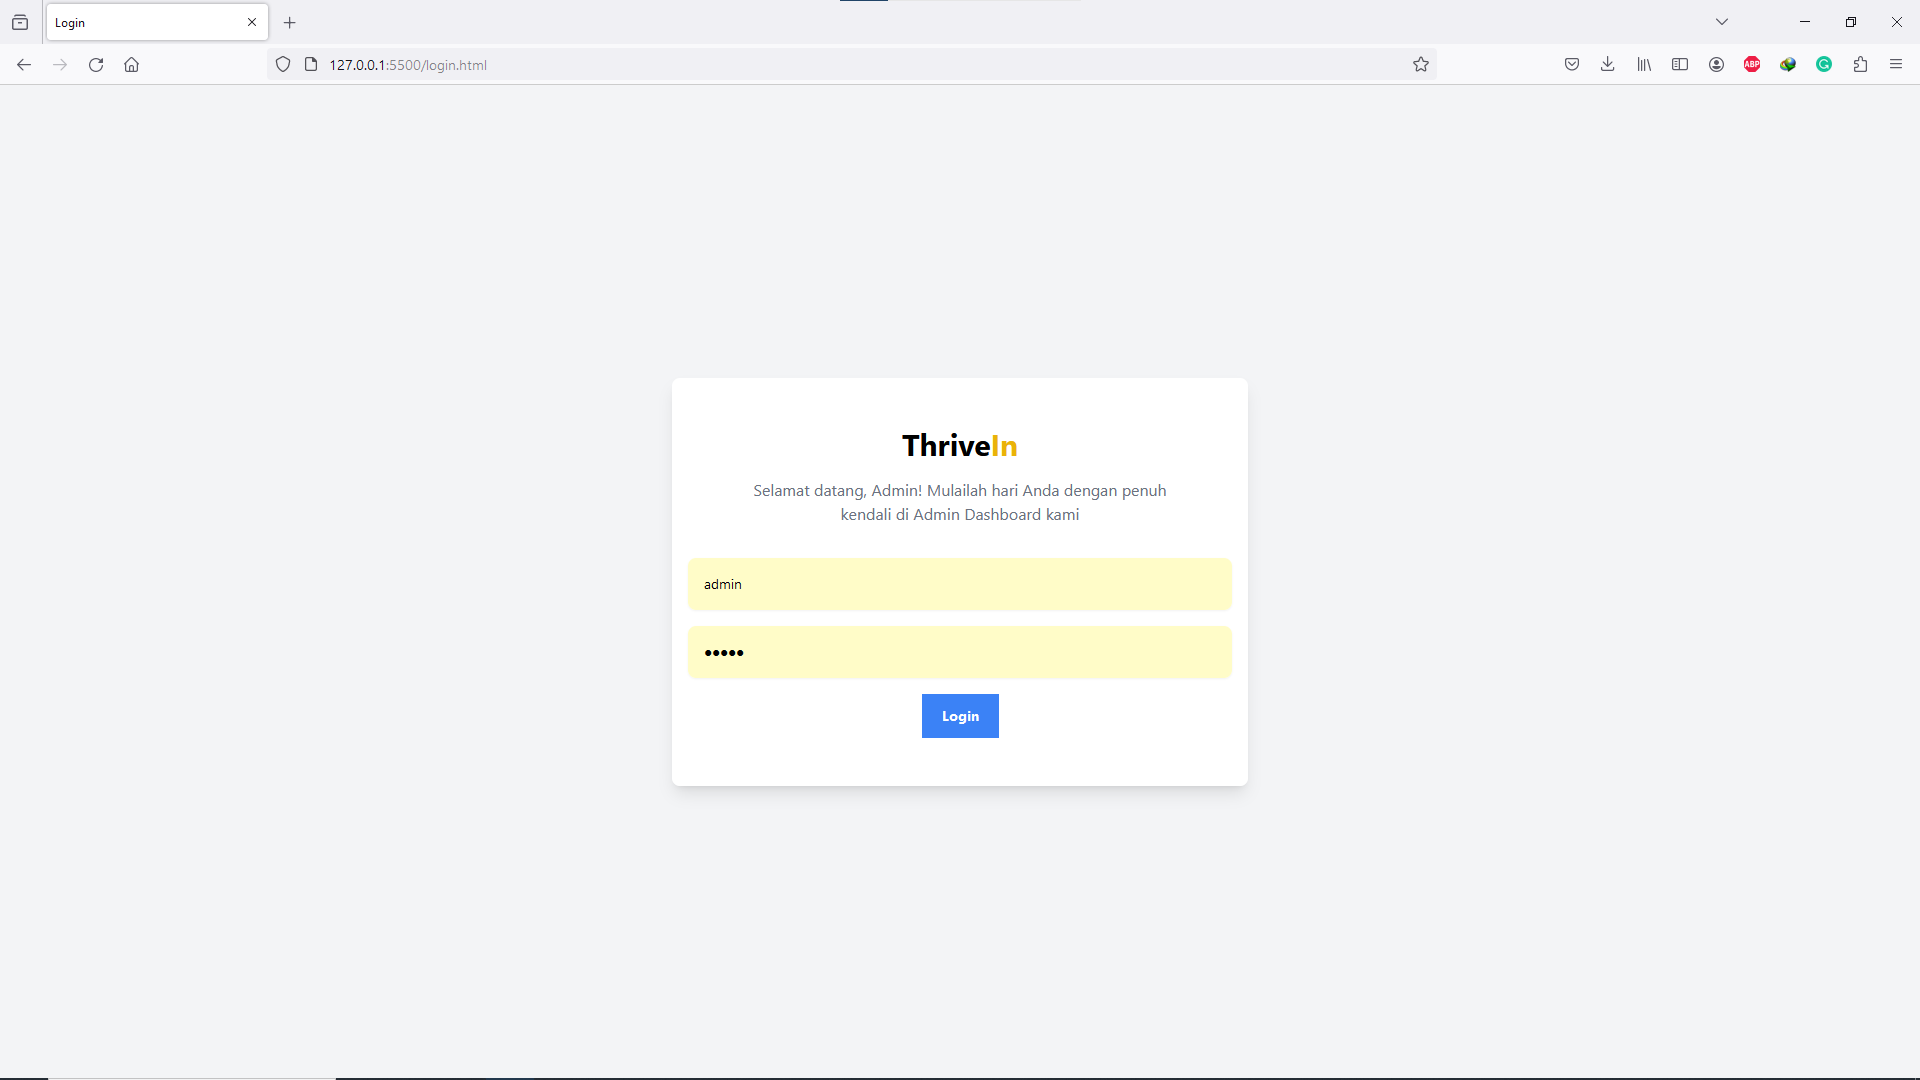 Login
127.0.0.1:5500/login.html
ABP
ThriveIn
Selamat datang, Admin! Mulailah hari Anda dengan penuh
kendali di Admin Dashboard kami
admin
•••••
Login